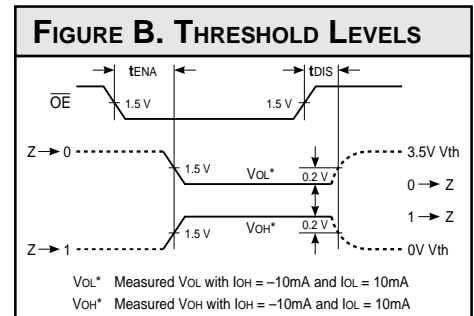 FIGURE B. THRESHOLD LEVELS
tENA tDIS
OE 1.5 V 1.5 V
Z → 0 3.5V Vth
1.5 V VOL* 0.2 V
0 → Z
1 → Z
1.5 V VOH* 0.2 V
Z → 1 0V Vth
VOL* Measured VOL with IOH = –10mA and IOL = 10mA
VOH* Measured VOH with IOH = –10mA and IOL = 10mA